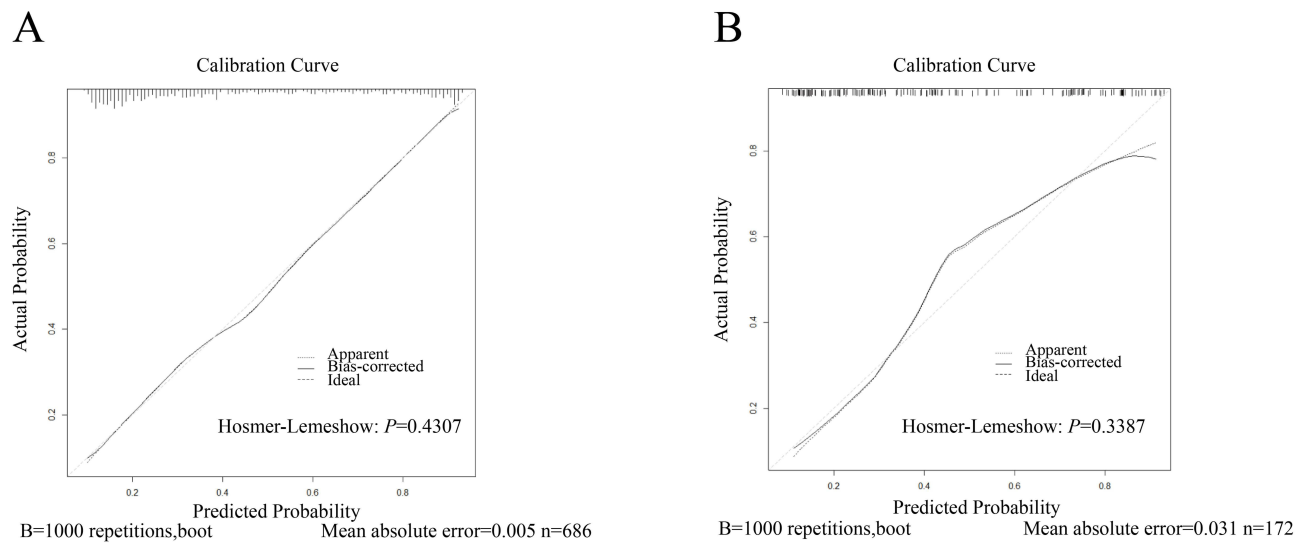 A
Calibration Curve
Actual Probability
0.8
0.6
0.4
0.2
Apparent
Bias-corrected
Ideal
Hosmer-Lemeshow: P=0.4307
0.2 0.4 0.6 0.8
Predicted Probability
B=1000 repetitions,boot Mean absolute error=0.005 n=686
B
Calibration Curve
Actual Probability
0.8
0.6
0.4
0.2
Apparent
Bias-corrected
Ideal
Hosmer-Lemeshow: P=0.3387
0.2 0.4 0.6 0.8
Predicted Probability
B=1000 repetitions,boot Mean absolute error=0.031 n=172